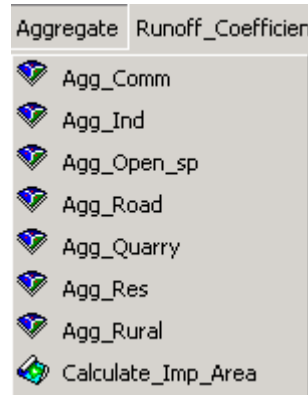 Aggregate Runoff_Coefficien
Agg_Comm
Agg_Ind
Agg_Open_sp
Agg_Road
Agg_Quarry
Agg_Res
Agg_Rural
Calculate_Imp_Area